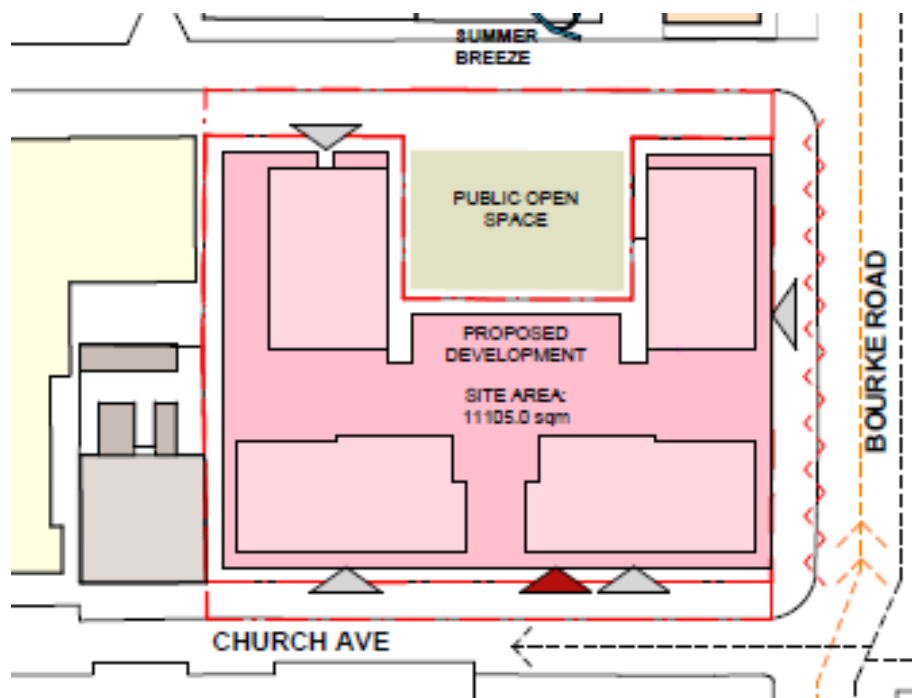 SUMMER
BREEZE
PUBLIC OPEN
SPACE
PROPOSED
DEVELOPMENT
SITE AREA:
11105.0 sqm
BOURKE ROAD
CHURCH AVE